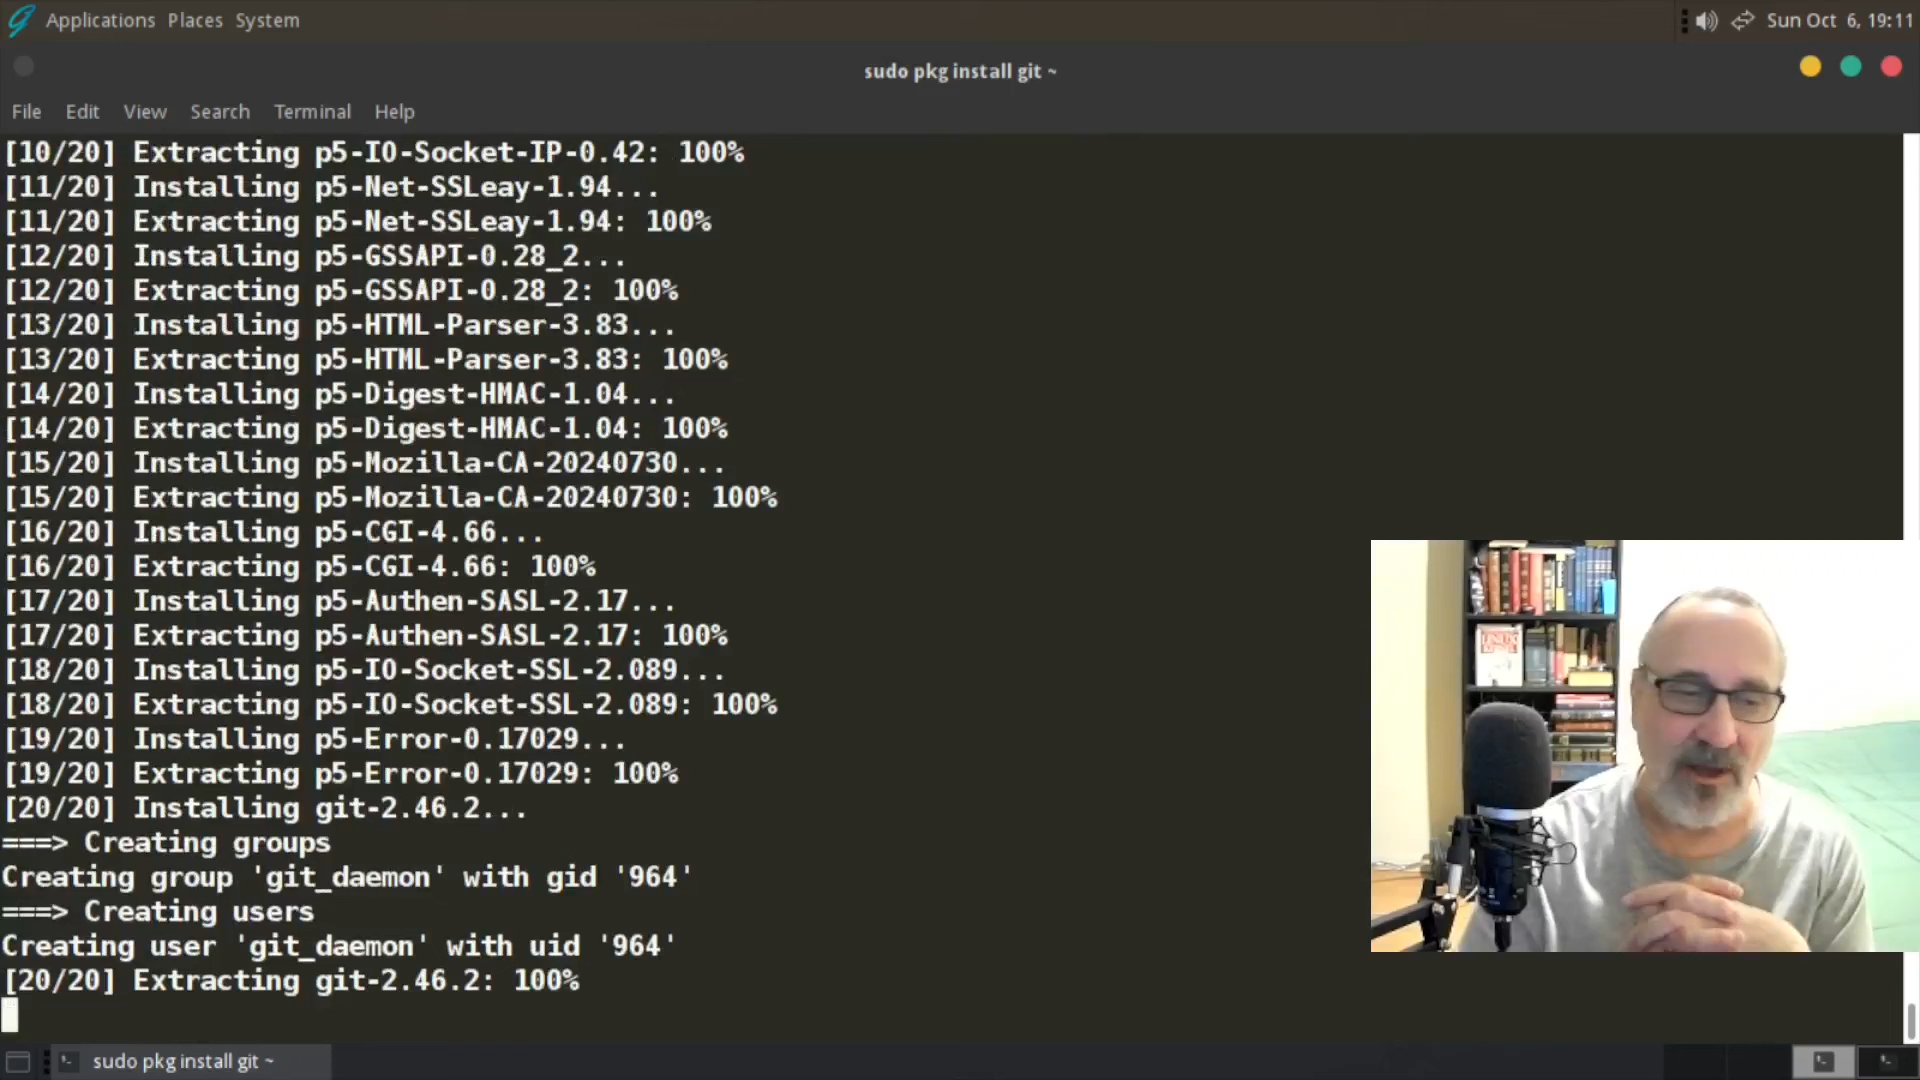 Applications Places System
Sun Oct 6, 19:11
sudo pkg install git ~
File Edit View Search Terminal Help
[10/20] Extracting p5-IO-Socket-IP-0.42: 100%
[11/20] Installing p5-Net-SSLeay-1.94...
[11/20] Extracting p5-Net-SSLeay-1.94: 100%
[12/20] Installing p5-GSSAPI-0.28_2...
[12/20] Extracting p5-GSSAPI-0.28_2: 100%
[13/20] Installing p5-HTML-Parser-3.83...
[13/20] Extracting p5-HTML-Parser-3.83: 100%
[14/20] Installing p5-Digest-HMAC-1.04...
[14/20] Extracting p5-Digest-HMAC-1.04: 100%
[15/20] Installing p5-Mozilla-CA-20240730...
[15/20] Extracting p5-Mozilla-CA-20240730: 100%
[16/20] Installing p5-CGI-4.66...
[16/20] Extracting p5-CGI-4.66: 100%
[17/20] Installing p5-Authen-SASL-2.17...
[17/20] Extracting p5-Authen-SASL-2.17: 100%
[18/20] Installing p5-IO-Socket-SSL-2.089...
[18/20] Extracting p5-IO-Socket-SSL-2.089: 100%
[19/20] Installing p5-Error-0.17029...
[19/20] Extracting p5-Error-0.17029: 100%
[20/20] Installing git-2.46.2...
===> Creating groups
Creating group 'git_daemon' with gid '964'
===> Creating users
Creating user 'git_daemon' with uid '964'
[20/20] Extracting git-2.46.2: 100%
LINUX
sudo pkg install git ~